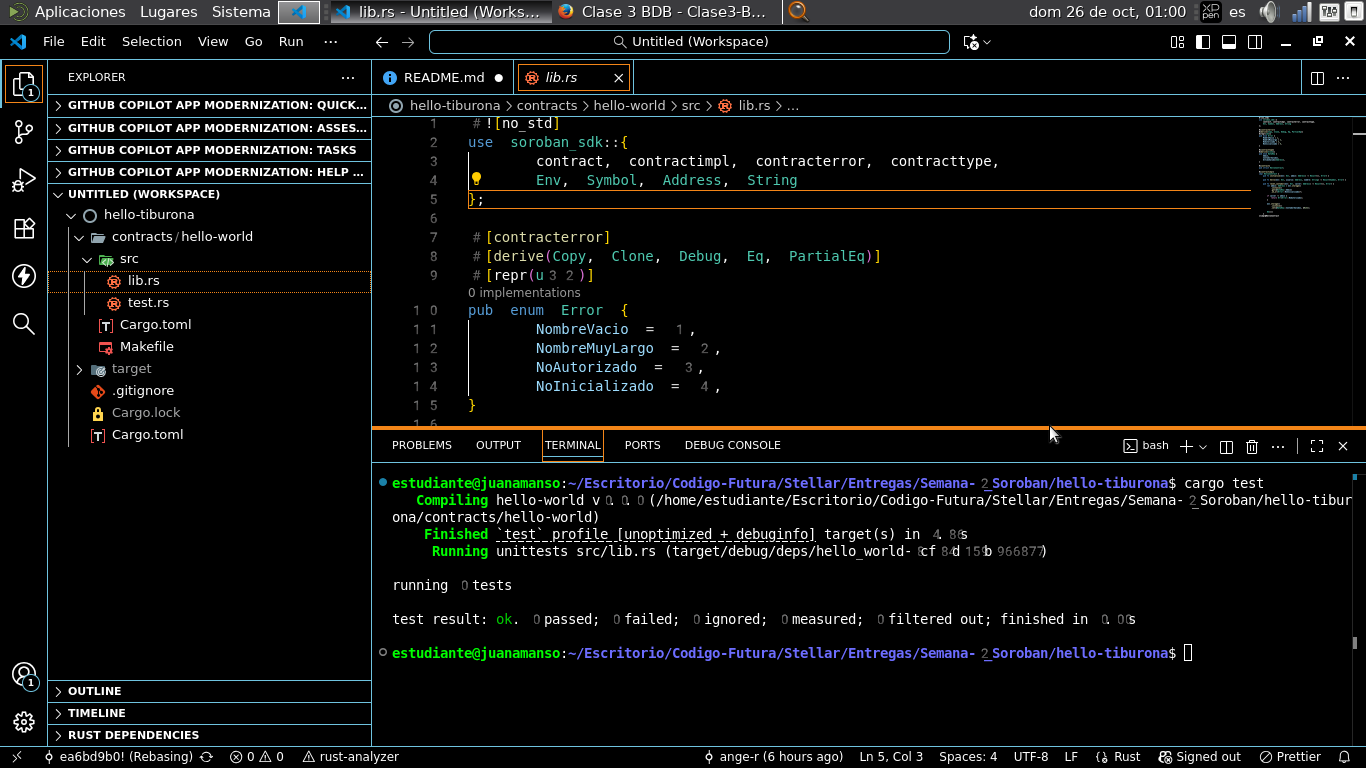 Aplicaciones Lugares Sistema lib.rs - Untitled (Works... Clase 3 BDB - Clase3-B... dom 26 de oct, 01:00 XP PEN es
File Edit Selection View Go Run ··· Untitled (Workspace)
EXPLORER ···
1
GITHUB COPILOT APP MODERNIZATION: QUICK...
GITHUB COPILOT APP MODERNIZATION: ASSES...
GITHUB COPILOT APP MODERNIZATION: TASKS
GITHUB COPILOT APP MODERNIZATION: HELP ...
UNTITLED (WORKSPACE)
hello-tiburona
contracts / hello-world
src
lib.rs
test.rs
Cargo.toml
Makefile
target
.gitignore
Cargo.lock
Cargo.toml
1
OUTLINE
TIMELINE
RUST DEPENDENCIES
README.md ● lib.rs
hello-tiburona > contracts > hello-world > src > lib.rs > ...
1 #![no_std]
2 use soroban_sdk::{
3 contract, contractimpl, contracterror, contracttype,
4 Env, Symbol, Address, String
5 };
6
7 #[contracterror]
8 #[derive(Copy, Clone, Debug, Eq, PartialEq)]
9 #[repr(u32)]
0 implementations
10 pub enum Error {
11 NombreVacio = 1,
12 NombreMuyLargo = 2,
13 NoAutorizado = 3,
14 NoInicializado = 4,
15 }
16
PROBLEMS OUTPUT TERMINAL PORTS DEBUG CONSOLE bash
estudiante@juanamanso:~/Escritorio/Codigo-Futura/Stellar/Entregas/Semana-2_Soroban/hello-tiburona$ cargo test
Compiling hello-world v0.0.0 (/home/estudiante/Escritorio/Codigo-Futura/Stellar/Entregas/Semana-2_Soroban/hello-tibur
ona/contracts/hello-world)
Finished `test` profile [unoptimized + debuginfo] target(s) in 4.86s
Running unittests src/lib.rs (target/debug/deps/hello_world-8cf84d159b966877)
running 0 tests
test result: ok. 0 passed; 0 failed; 0 ignored; 0 measured; 0 filtered out; finished in 0.00s
estudiante@juanamanso:~/Escritorio/Codigo-Futura/Stellar/Entregas/Semana-2_Soroban/hello-tiburona$
ea6bd9b0! (Rebasing) 0 0 rust-analyzer ange-r (6 hours ago) Ln 5, Col 3 Spaces: 4 UTF-8 LF {} Rust Signed out Prettier